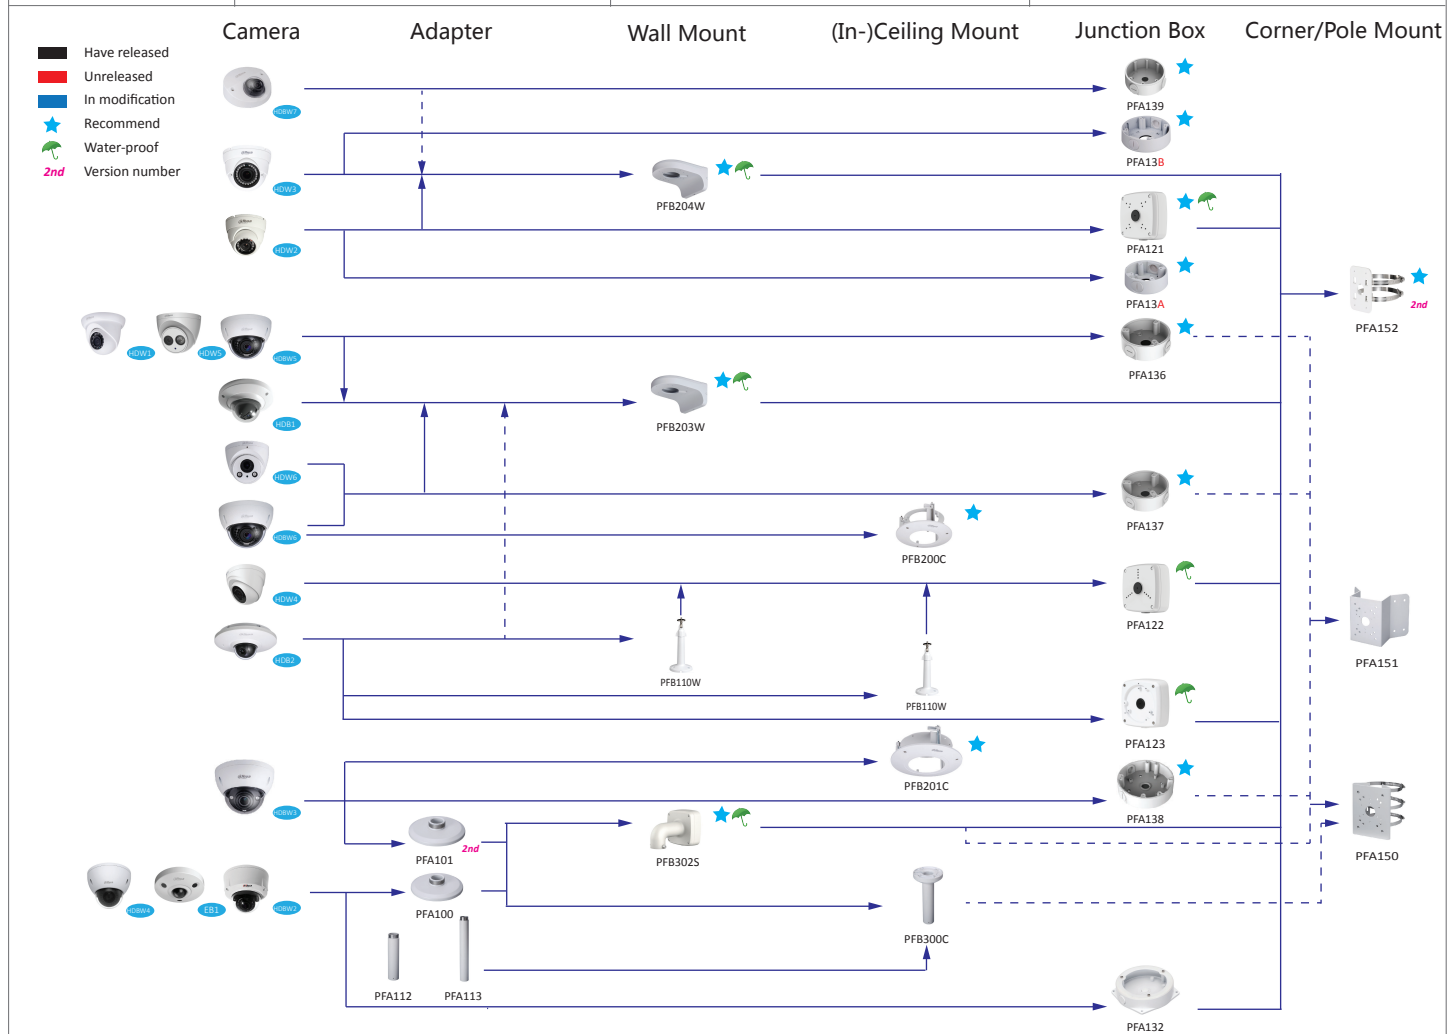 Camera
Adapter
Wall Mount
(In-)Ceiling Mount
Junction Box
Corner/Pole Mount
Have released
Unreleased
In modification
Recommend
Water-proof
2nd Version number
HDBW7
PFA139
PFA13B
HDW3
PFB204W
HDW2
PFA121
PFA13A
2nd
PFA152
HDW1
HDW5
HDBW5
PFA136
HDB1
PFB203W
HDW6
PFA137
HDBW6
PFB200C
HDW4
PFA122
PFA151
HDB2
PFB110W
PFB110W
PFA123
PFB201C
HDBW3
PFA138
PFA101
2nd
PFB302S
PFA150
HDBW4
EB1
HDBW2
PFA100
PFB300C
PFA112
PFA113
PFA132